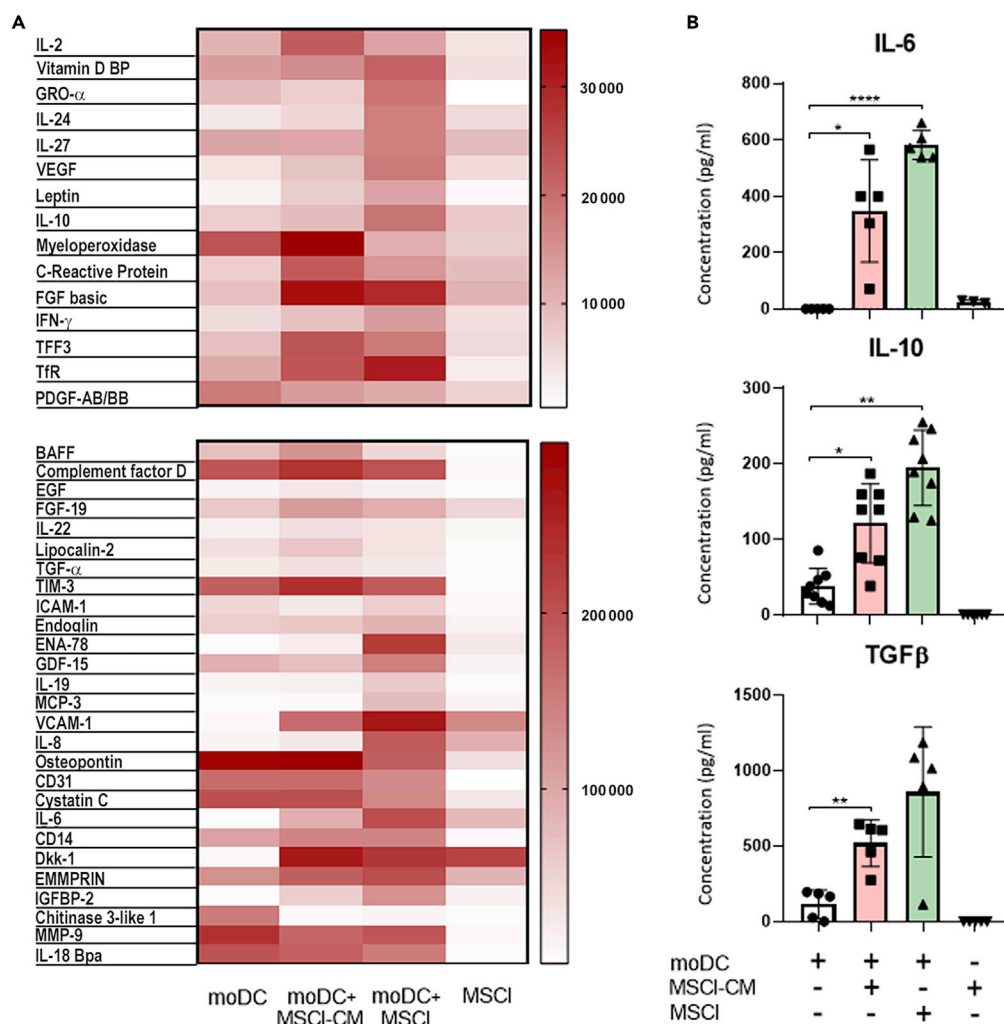 A
IL-2
Vitamin D BP
GRO-α
IL-24
IL-27
VEGF
Leptin
IL-10
Myeloperoxidase
C-Reactive Protein
FGF basic
IFN-γ
TFF3
TfR
PDGF-AB/BB
30 000
20 000
10 000
BAFF
Complement factor D
EGF
FGF-19
IL-22
Lipocalin-2
TGF-α
TIM-3
ICAM-1
Endoglin
ENA-78
GDF-15
IL-19
MCP-3
VCAM-1
IL-8
Osteopontin
CD31
Cystatin C
IL-6
CD14
Dkk-1
EMMPRIN
IGFBP-2
Chitinase 3-like 1
MMP-9
IL-18 Bpa
200 000
100 000
moDC
moDC+
MSCI-CM
moDC+
MSCI
MSCI
B
IL-6
Concentration (pg/ml)
800
600
400
200
0
*
****
IL-10
Concentration (pg/ml)
300
200
100
0
*
**
TGFβ
Concentration (pg/ml)
1500
1000
500
0
**
moDC + + + -
MSCI-CM - + - +
MSCI - - + -